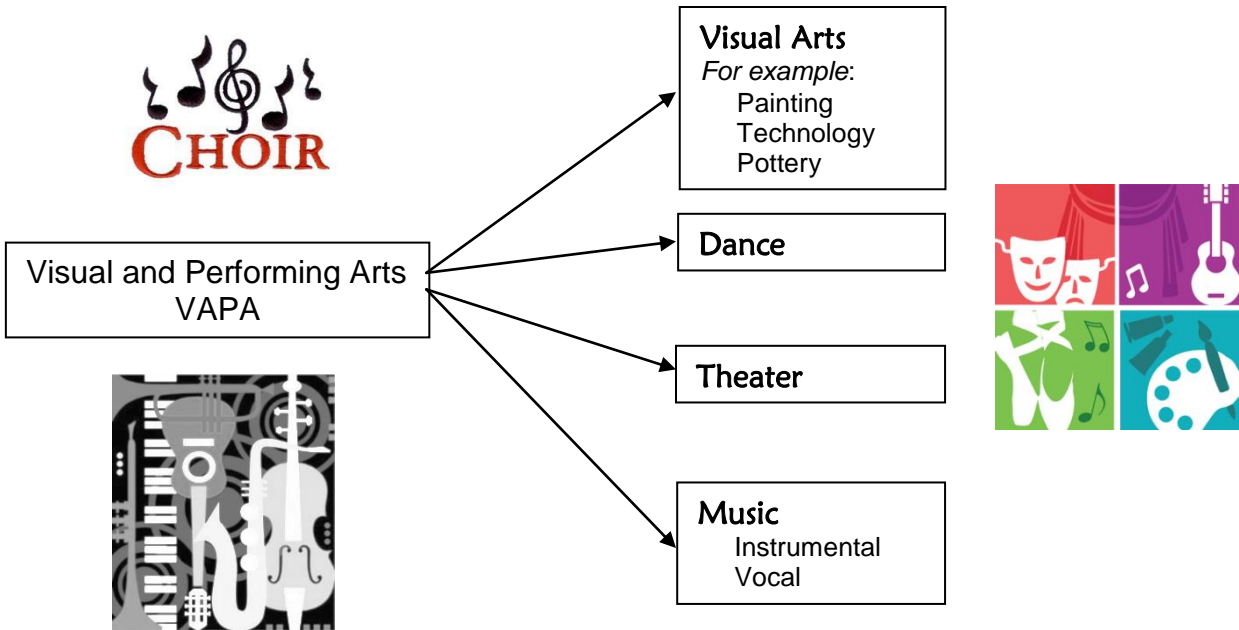 CHOIR
Visual and Performing Arts
VAPA
Visual Arts
For example:
Painting
Technology
Pottery
Dance
Theater
Music
Instrumental
Vocal